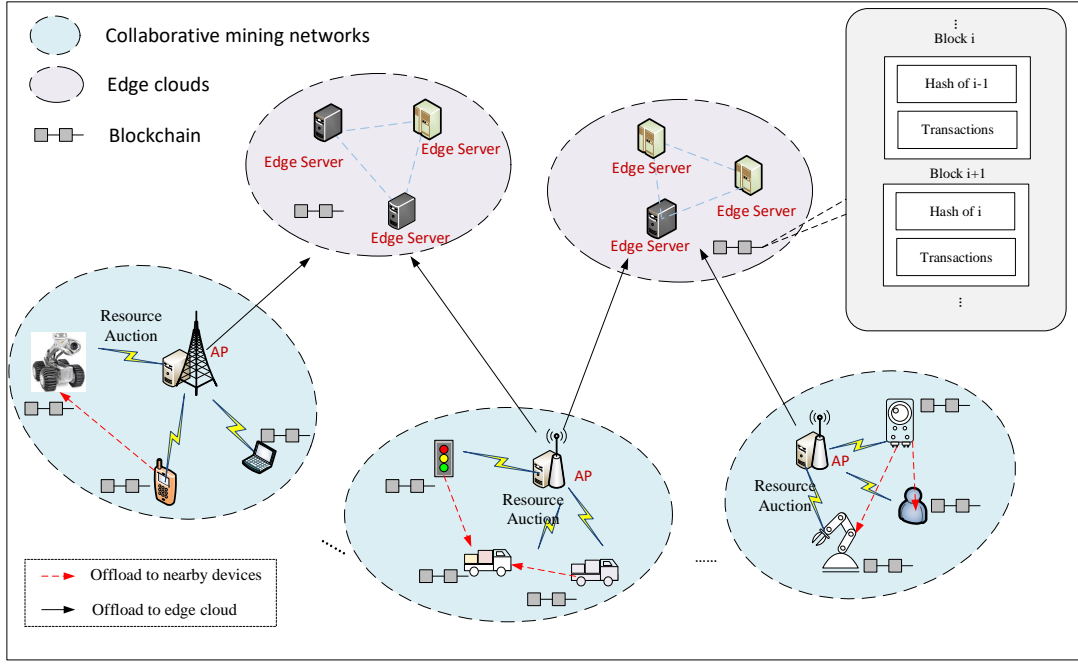 Collaborative mining networks
Edge clouds
Blockchain
Edge Server
Edge Server
Edge Server
Edge Server
Edge Server
Edge Server
⋮
Block i
Hash of i-1
Transactions
Block i+1
Hash of i
Transactions
⋮
Resource
Auction
AP
AP
Resource
Auction
AP
Resource
Auction
......
......
Offload to nearby devices
Offload to edge cloud